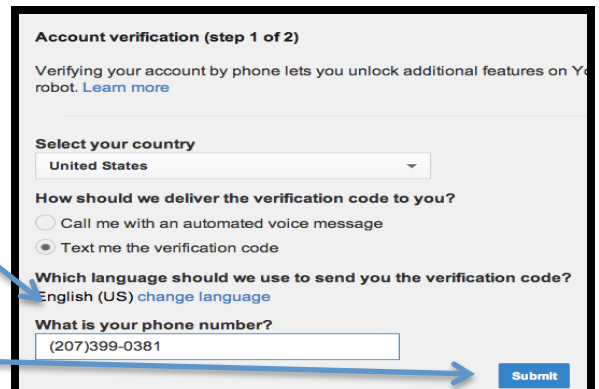 Account verification (step 1 of 2)
Verifying your account by phone lets you unlock additional features on
robot. Learn more
Select your country
United States
How should we deliver the verification code to you?
Call me with an automated voice message
Text me the verification code
Which language should we use to send you the verification code?
English (US) change language
What is your phone number?
(207)399-0381
Submit